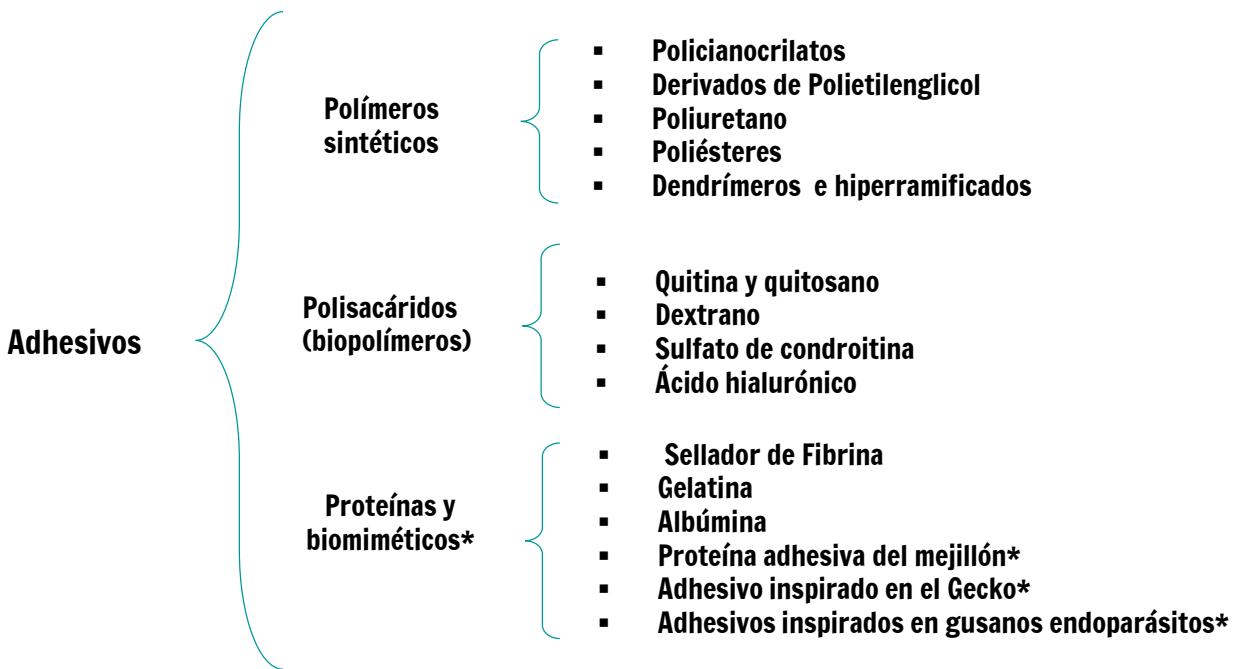 Adhesivos
Polímeros
sintéticos
▪ Policianocrilatos
▪ Derivados de Polietilenglicol
▪ Poliuretano
▪ Poliésteres
▪ Dendrímeros e hiperramificados
Polisacáridos
(biopolímeros)
▪ Quitina y quitosano
▪ Dextrano
▪ Sulfato de condroitina
▪ Ácido hialurónico
Proteínas y
biomiméticos*
▪ Sellador de Fibrina
▪ Gelatina
▪ Albúmina
▪ Proteína adhesiva del mejillón*
▪ Adhesivo inspirado en el Gecko*
▪ Adhesivos inspirados en gusanos endoparásitos*